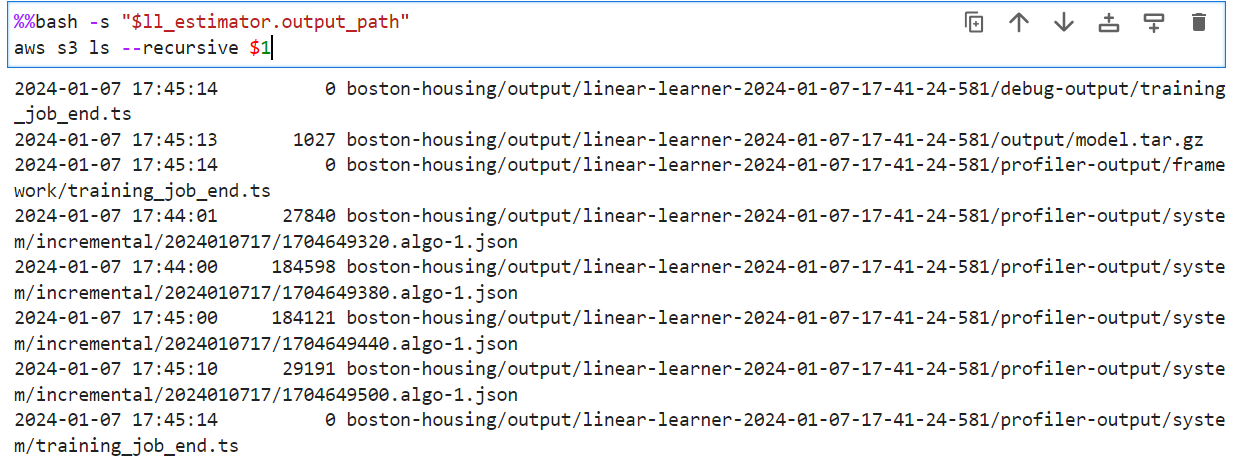 %%bash -s "$ll_estimator.output_path"
aws s3 ls --recursive $1
2024-01-07 17:45:14          0 boston-housing/output/linear-learner-2024-01-07-17-41-24-581/debug-output/training
_job_end.ts
2024-01-07 17:45:13       1027 boston-housing/output/linear-learner-2024-01-07-17-41-24-581/output/model.tar.gz
2024-01-07 17:45:14          0 boston-housing/output/linear-learner-2024-01-07-17-41-24-581/profiler-output/frame
work/training_job_end.ts
2024-01-07 17:44:01      27840 boston-housing/output/linear-learner-2024-01-07-17-41-24-581/profiler-output/syste
m/incremental/2024010717/1704649320.algo-1.json
2024-01-07 17:44:00     184598 boston-housing/output/linear-learner-2024-01-07-17-41-24-581/profiler-output/syste
m/incremental/2024010717/1704649380.algo-1.json
2024-01-07 17:45:00     184121 boston-housing/output/linear-learner-2024-01-07-17-41-24-581/profiler-output/syste
m/incremental/2024010717/1704649440.algo-1.json
2024-01-07 17:45:10      29191 boston-housing/output/linear-learner-2024-01-07-17-41-24-581/profiler-output/syste
m/incremental/2024010717/1704649500.algo-1.json
2024-01-07 17:45:14          0 boston-housing/output/linear-learner-2024-01-07-17-41-24-581/profiler-output/syste
m/training_job_end.ts